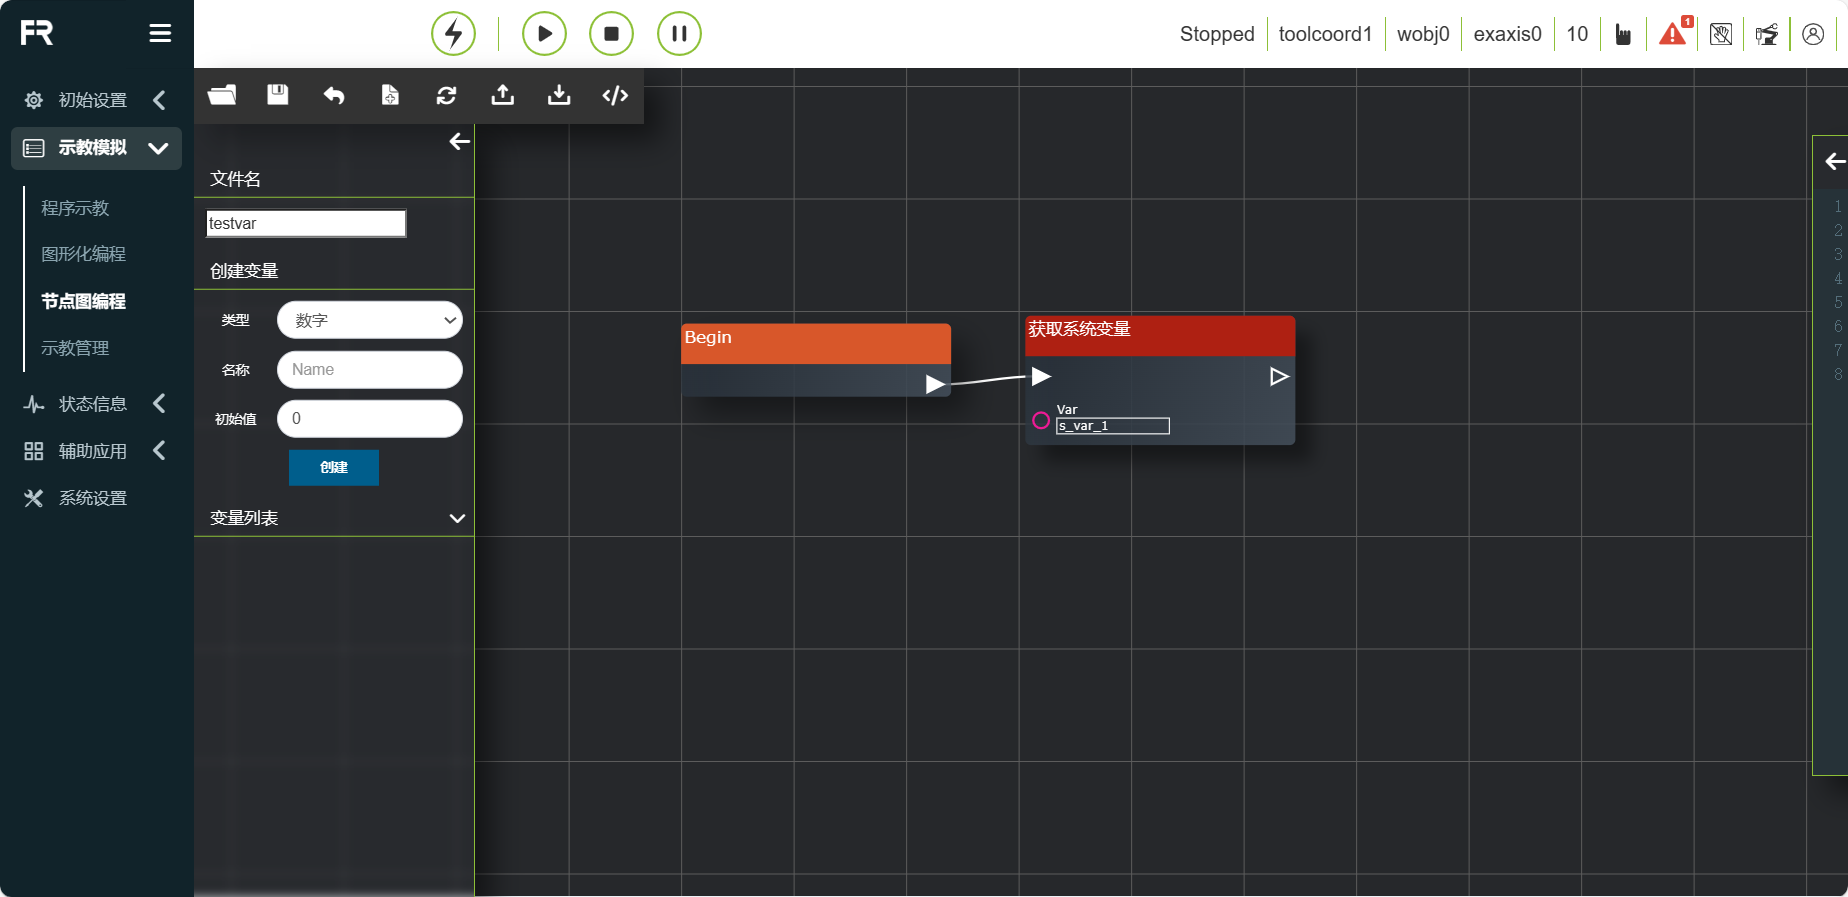 FR
Stopped
toolcoord1
wobj0
exaxis0
10
1
初始设置
示教模拟
程序示教
图形化编程
节点图编程
示教管理
状态信息
辅助应用
系统设置
文件名
testvar
创建变量
类型
数字
名称
Name
初始值
0
创建
变量列表
Begin
获取系统变量
Var
s_var_1
1
2
3
4
5
6
7
8